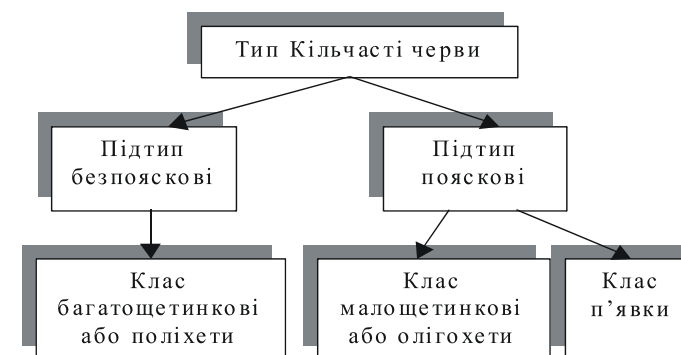 Тип Кільчасті черви
Підтип
безпояскові
Підтип
пояскові
Клас
багатощетинкові
або поліхети
Клас
малощетинкові
або олігохети
Клас
п’явки